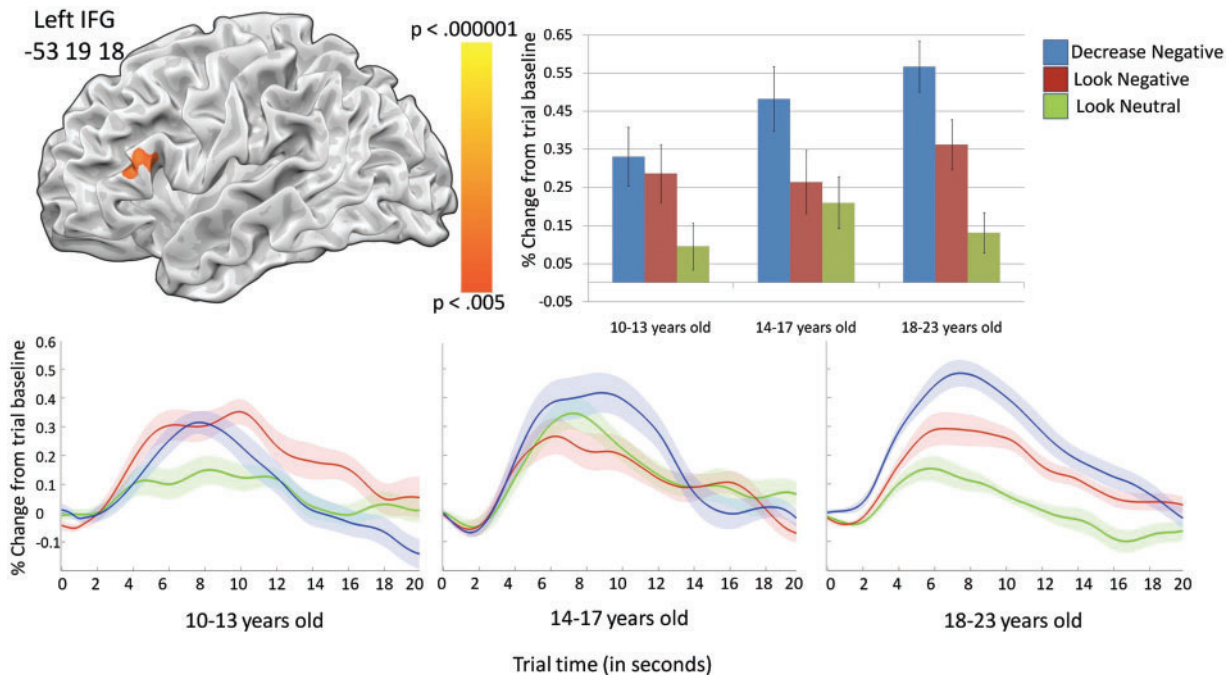 Left IFG
-53 19 18
p < .000001
p < .005
% Change from trial baseline
0.65
0.55
0.45
0.35
0.25
0.15
0.05
-0.05
10-13 years old 14-17 years old 18-23 years old
Decrease Negative
Look Negative
Look Neutral
% Change from trial baseline
0.6
0.5
0.4
0.3
0.2
0.1
0
-0.1
0 2 4 6 8 10 12 14 16 18 20
10-13 years old
0 2 4 6 8 10 12 14 16 18 20
14-17 years old
0 2 4 6 8 10 12 14 16 18 20
18-23 years old
Trial time (in seconds)